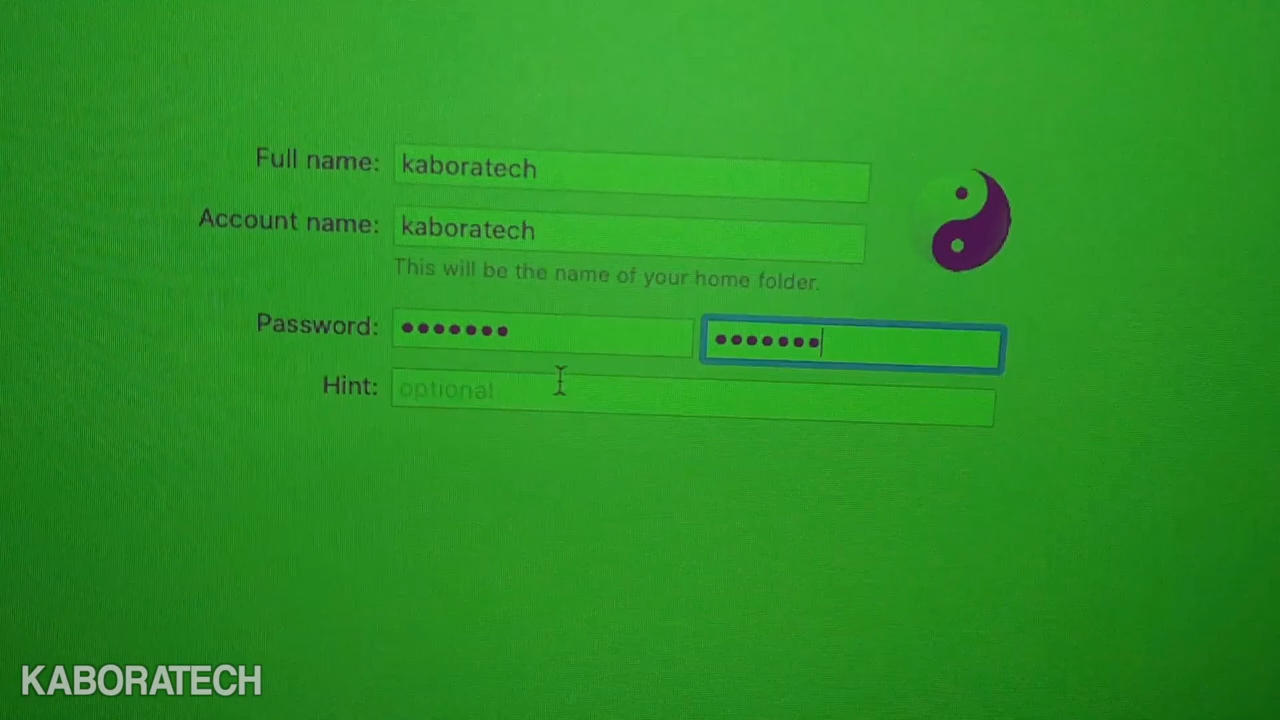 Full name: kaboratech
Account name: kaboratech
This will be the name of your home folder.
Password: ••••••• •••••••
Hint: optional
KABORATECH